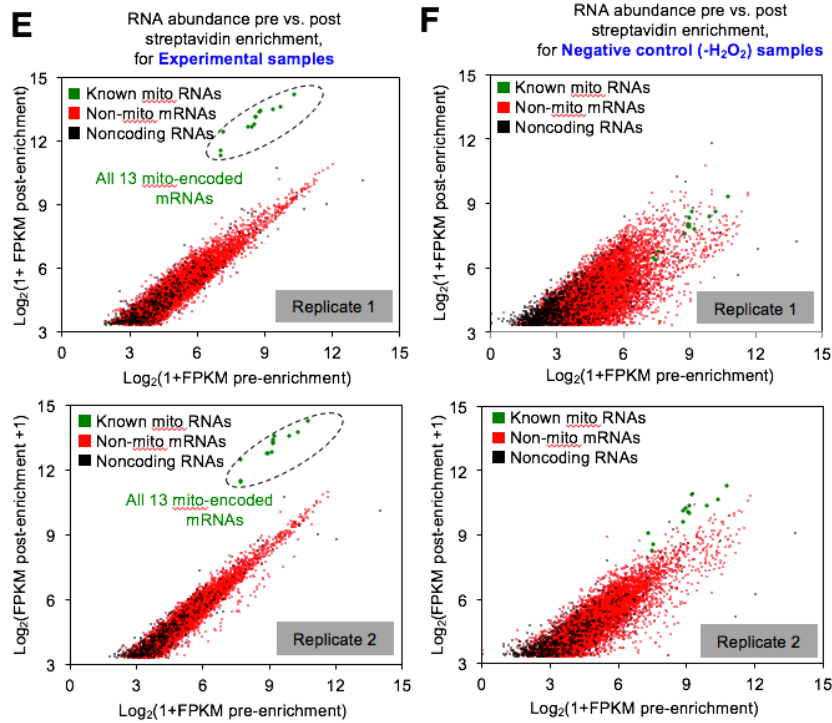 E
RNA abundance pre vs. post
streptavidin enrichment,
for Experimental samples
15
12
9
6
3
Log₂(1+ FPKM post-enrichment)
Known mito RNAs
Non-mito mRNAs
Noncoding RNAs
All 13 mito-encoded
mRNAs
Replicate 1
0 3 6 9 12 15
Log₂(1+FPKM pre-enrichment)
15
12
9
6
3
Log₂(FPKM post-enrichment +1)
Known mito RNAs
Non-mito mRNAs
Noncoding RNAs
All 13 mito-encoded
mRNAs
Replicate 2
0 3 6 9 12 15
Log₂(1+FPKM pre-enrichment)
F
RNA abundance pre vs. post
streptavidin enrichment,
for Negative control (-H₂O₂) samples
15
12
9
6
3
Log₂(1+FPKM post-enrichment)
Known mito RNAs
Non-mito mRNAs
Noncoding RNAs
Replicate 1
0 3 6 9 12 15
Log₂(1+FPKM pre-enrichment)
15
12
9
6
3
Log₂(FPKM post-enrichment +1)
Known mito RNAs
Non-mito mRNAs
Noncoding RNAs
Replicate 2
0 3 6 9 12 15
Log₂(1+FPKM pre-enrichment)